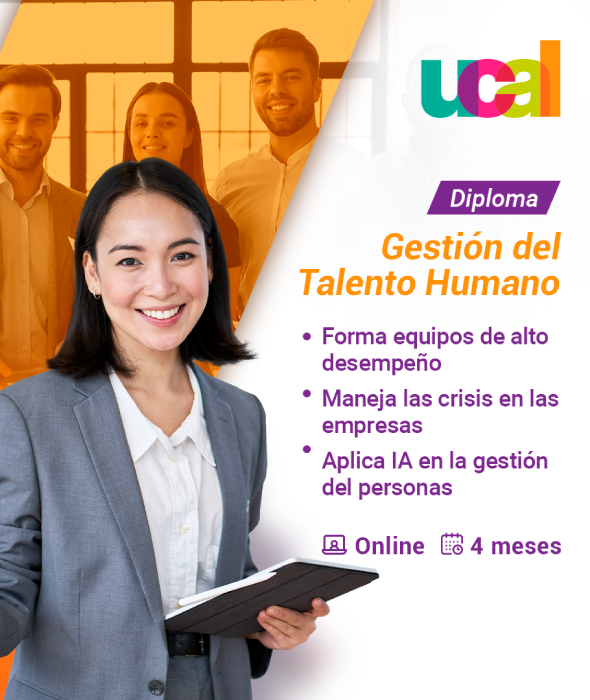 ucal
Diploma
Gestión del
Talento Humano
• Forma equipos de alto
desempeño
• Maneja las crisis en las
empresas
• Aplica IA en la gestión
del personas
Online 4 meses